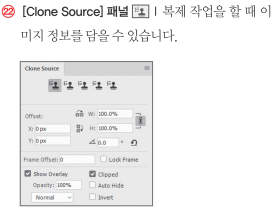 22 [Clone Source] 패널 | 복제 작업을 할 때 이
미지 정보를 담을 수 있습니다.
Clone Source
Offset: W: 100.0%
X: 0 px H: 100.0%
Y: 0 px 0.0 °
Frame Offset: 0 Lock Frame
Show Overlay Clipped
Opacity: 100% Auto Hide
Normal Invert